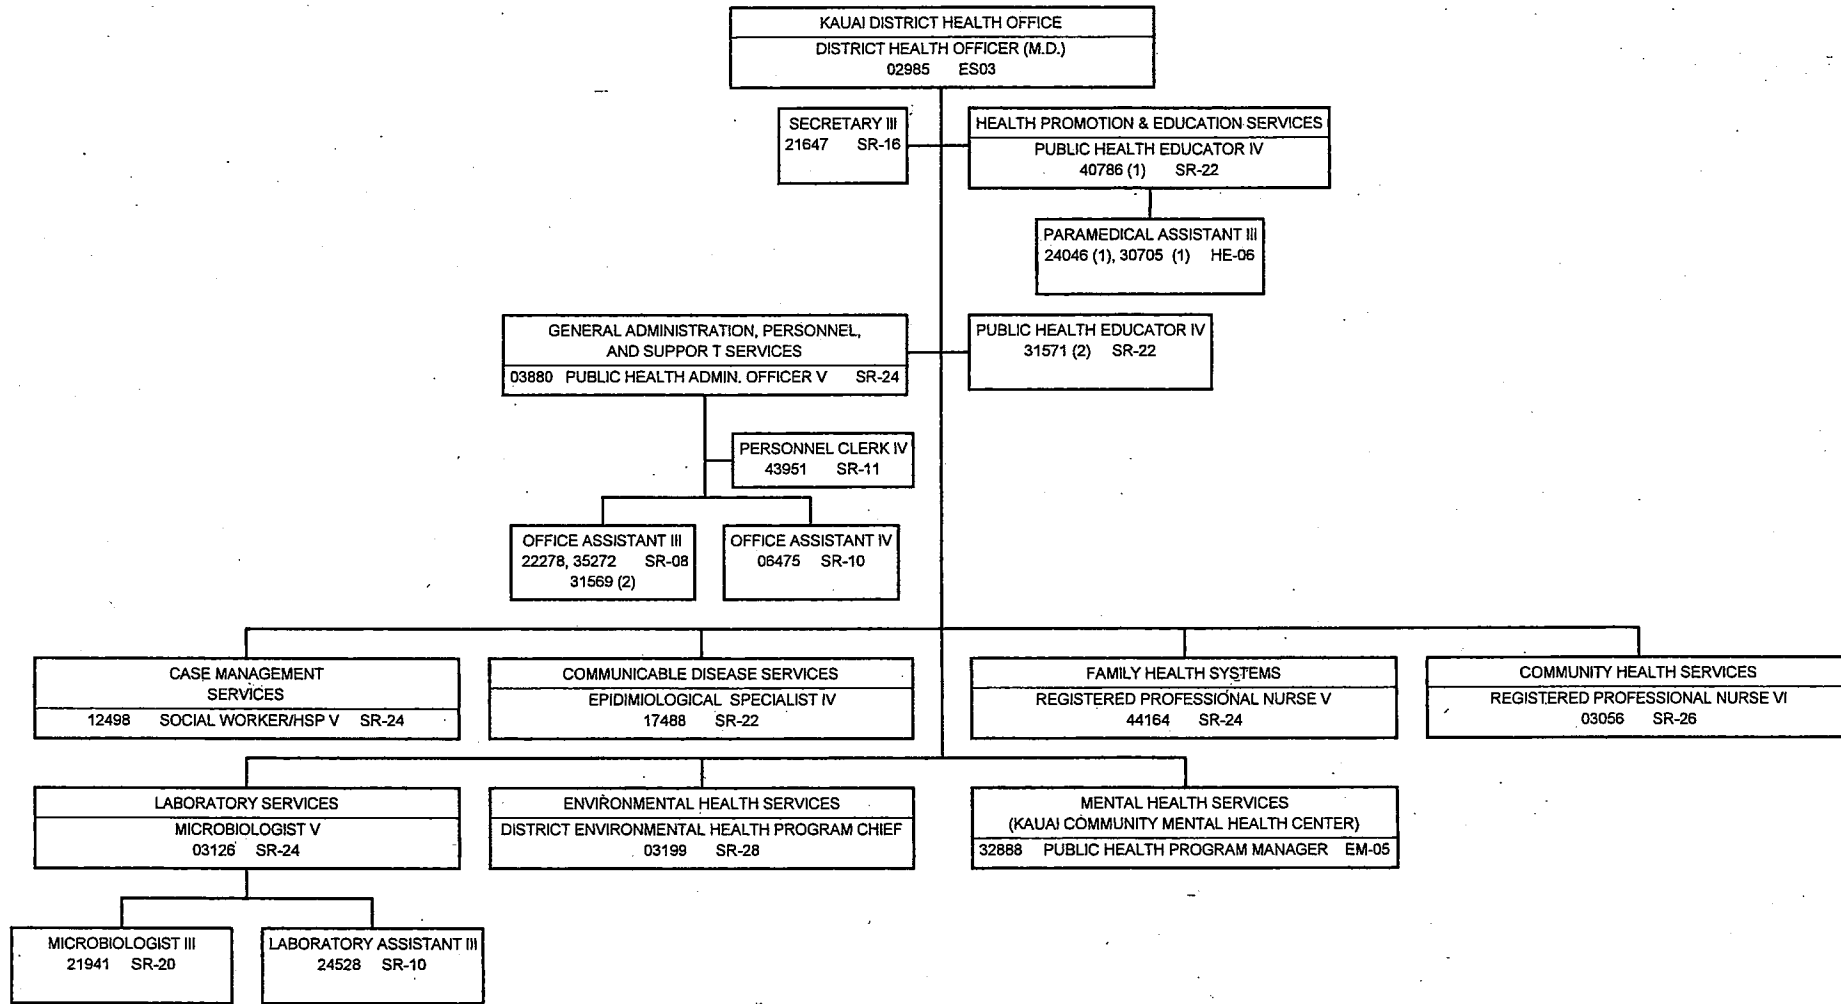 KAUAI DISTRICT HEALTH OFFICE
DISTRICT HEALTH OFFICER (M.D.)
02985 ES03
SECRETARY III
21647 SR-16
HEALTH PROMOTION & EDUCATION SERVICES
PUBLIC HEALTH EDUCATOR IV
40786 (1) SR-22
PARAMEDICAL ASSISTANT III
24046 (1), 30705 (1) HE-06
GENERAL ADMINISTRATION, PERSONNEL,
AND SUPPOR T SERVICES
03880 PUBLIC HEALTH ADMIN. OFFICER V SR-24
PUBLIC HEALTH EDUCATOR IV
31571 (2) SR-22
PERSONNEL CLERK IV
43951 SR-11
OFFICE ASSISTANT III
22278, 35272 SR-08
31569 (2)
OFFICE ASSISTANT IV
06475 SR-10
CASE MANAGEMENT
SERVICES
12498 SOCIAL WORKER/HSP V SR-24
COMMUNICABLE DISEASE SERVICES
EPIDIMIOLOGICAL SPECIALIST IV
17488 SR-22
FAMILY HEALTH SYSTEMS
REGISTERED PROFESSIONAL NURSE V
44164 SR-24
COMMUNITY HEALTH SERVICES
REGISTERED PROFESSIONAL NURSE VI
03056 SR-26
LABORATORY SERVICES
MICROBIOLOGIST V
03126 SR-24
ENVIRONMENTAL HEALTH SERVICES
DISTRICT ENVIRONMENTAL HEALTH PROGRAM CHIEF
03199 SR-28
MENTAL HEALTH SERVICES
(KAUAI COMMUNITY MENTAL HEALTH CENTER)
32888 PUBLIC HEALTH PROGRAM MANAGER EM-05
MICROBIOLOGIST III
21941 SR-20
LABORATORY ASSISTANT III
24528 SR-10